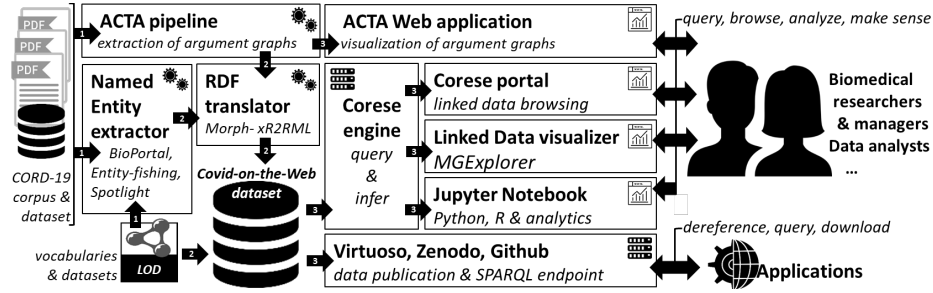 PDF
PDF
PDF
CORD-19
corpus &
dataset
1
ACTA pipeline
extraction of argument graphs
3
ACTA Web application
visualization of argument graphs
query, browse, analyze, make sense
2
1
Named
Entity
extractor
BioPortal,
Entity-fishing,
Spotlight
2
RDF
translator
Morph- xR2RML
2
Covid-on-the-Web
dataset
1
vocabularies
& datasets
LOD
2
3
Corese
engine
query
&
infer
3
Corese portal
linked data browsing
3
Linked Data visualizer
MGExplorer
3
Jupyter Notebook
Python, R & analytics
3
Virtuoso, Zenodo, Github
data publication & SPARQL endpoint
Biomedical
researchers
& managers
Data analysts
...
dereference, query, download
Applications